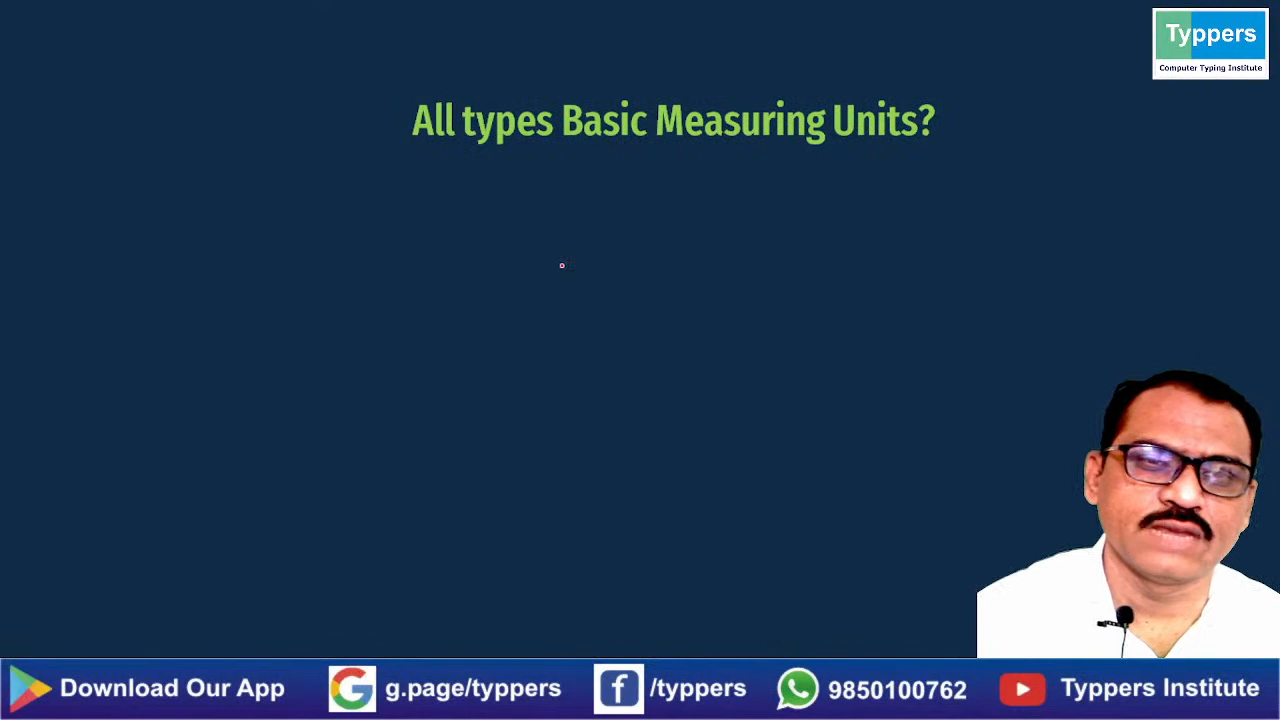 Typpers
Computer Typing Institute
All types Basic Measuring Units?
Download Our App
g.page/typpers
/typpers
9850100762
Typpers Institute